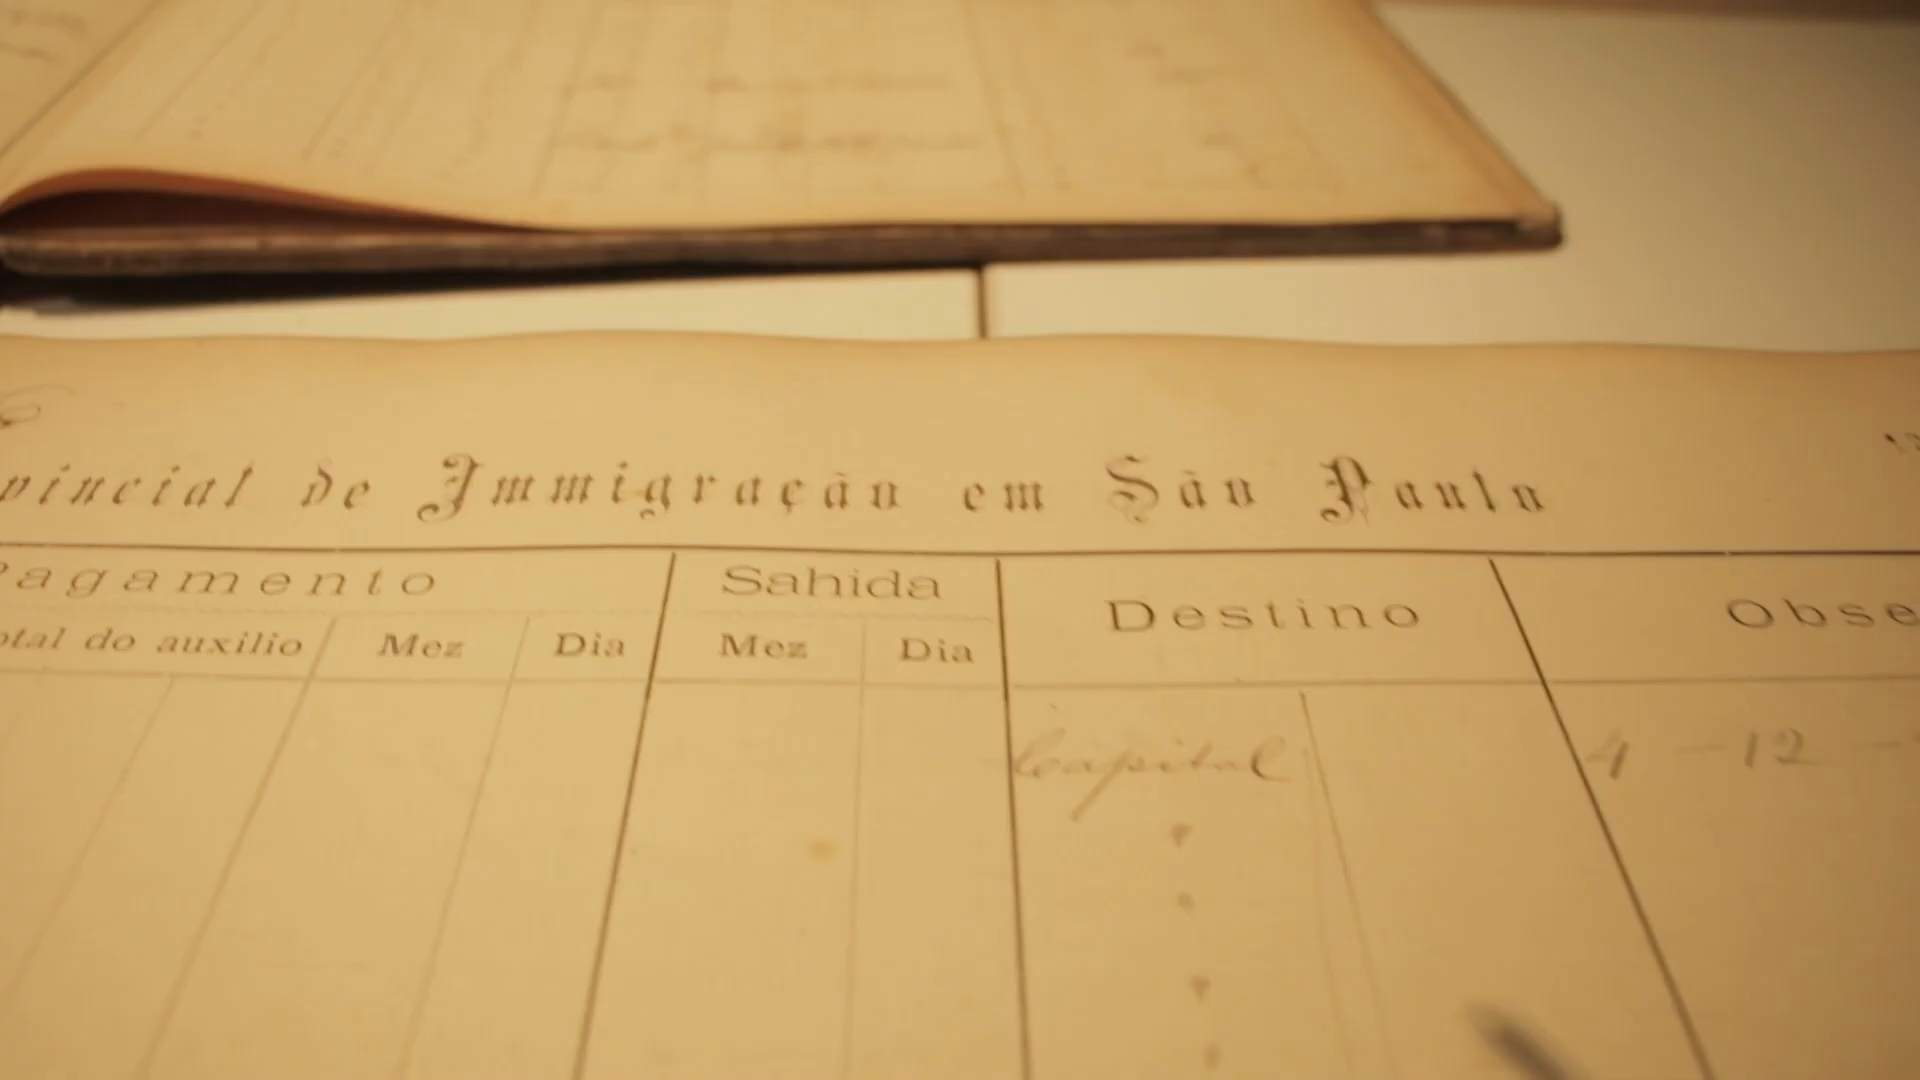 vincial de Immigração em São Paulo
Pagamento Sahida Destino Obse
otal do auxilio Mez Dia Mez Dia
Capital 4 - 12 -